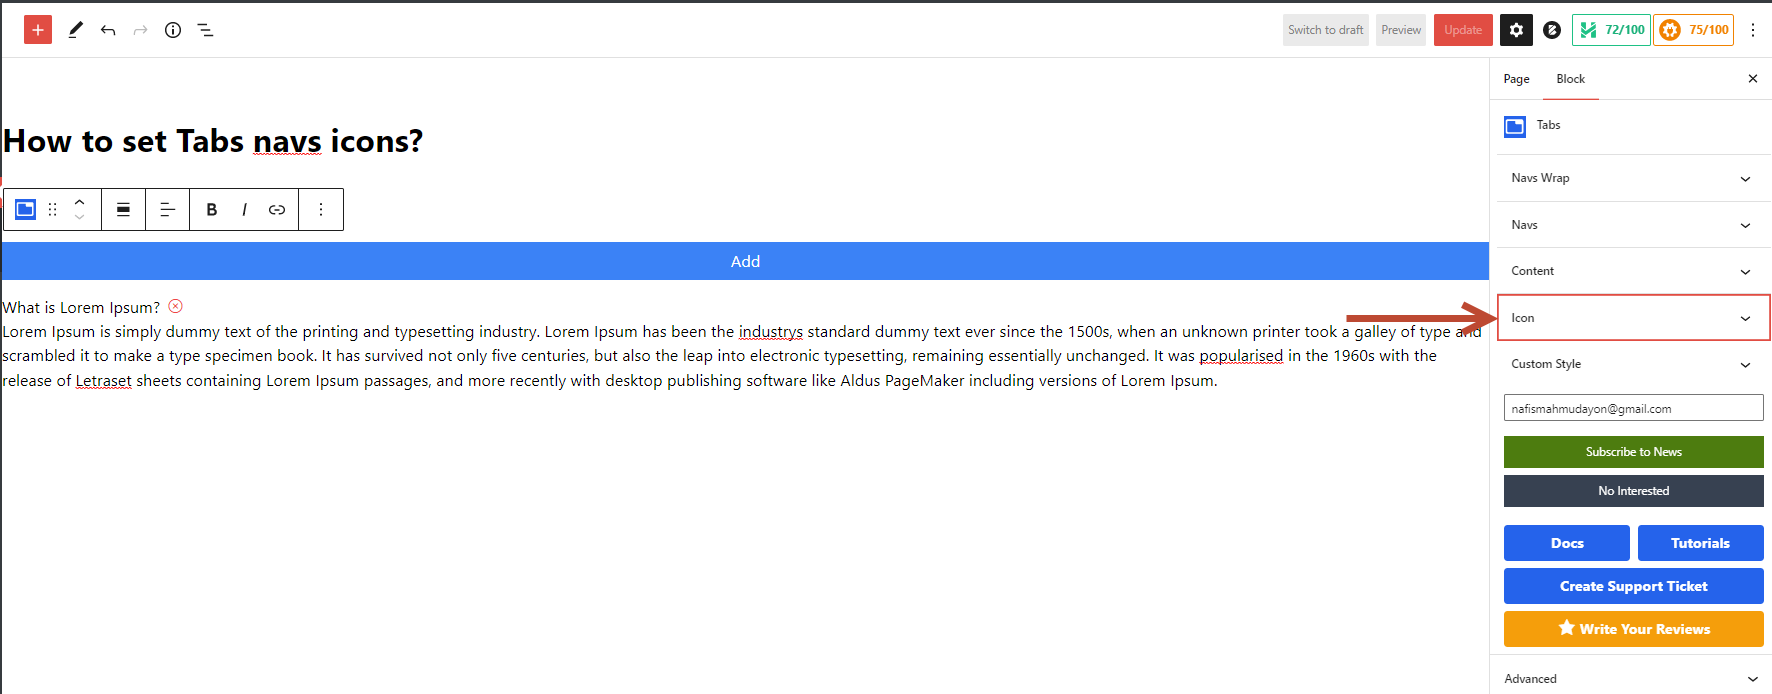 Switch to draft Preview Update 72/100 75/100
Page Block
Tabs
How to set Tabs navs icons?
Navs Wrap
B I
Navs
Add
Content
What is Lorem Ipsum?
Icon
Lorem Ipsum is simply dummy text of the printing and typesetting industry. Lorem Ipsum has been the industrys standard dummy text ever since the 1500s, when an unknown printer took a galley of type and
scrambled it to make a type specimen book. It has survived not only five centuries, but also the leap into electronic typesetting, remaining essentially unchanged. It was popularised in the 1960s with the
release of Letraset sheets containing Lorem Ipsum passages, and more recently with desktop publishing software like Aldus PageMaker including versions of Lorem Ipsum.
Custom Style
nafismahmudayon@gmail.com
Subscribe to News
No Interested
Docs Tutorials
Create Support Ticket
Write Your Reviews
Advanced